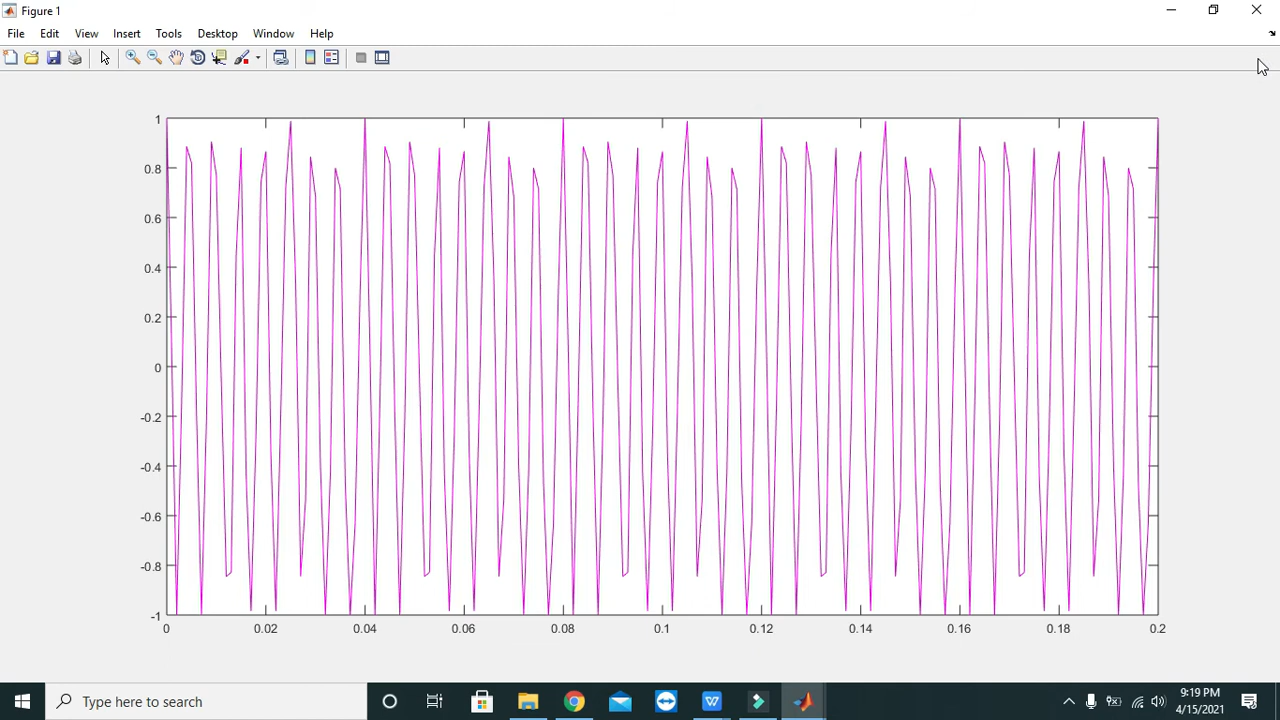 Figure 1
File Edit View Insert Tools Desktop Window Help
1
0.8
0.6
0.4
0.2
0
-0.2
-0.4
-0.6
-0.8
-1
0 0.02 0.04 0.06 0.08 0.1 0.12 0.14 0.16 0.18 0.2
Type here to search
9:19 PM
4/15/2021